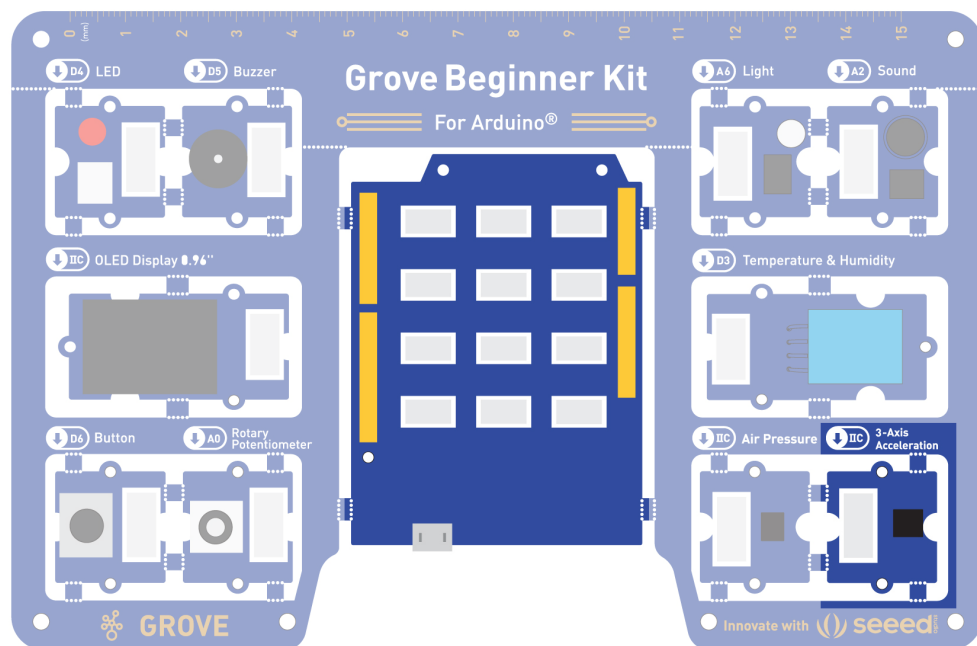 0 1 2 3 4 5 6 7 8 9 10 11 12 13 14 15
(mm)
D4 LED
D5 Buzzer
Grove Beginner Kit
For Arduino®
A6 Light
A2 Sound
IIC OLED Display 0.96''
D3 Temperature & Humidity
D6 Button
A0 Rotary
Potentiometer
IIC Air Pressure
IIC 3-Axis
Acceleration
GROVE
Innovate with seeed
studio